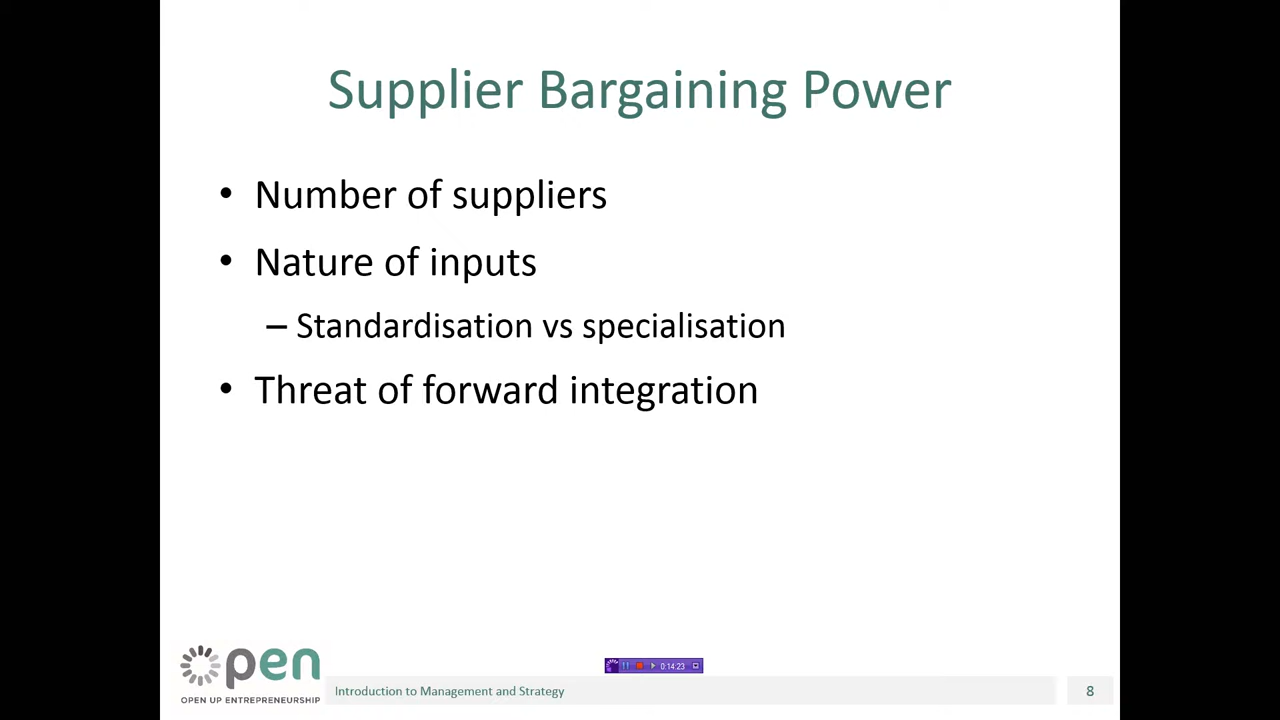 Supplier Bargaining Power
• Number of suppliers
• Nature of inputs
– Standardisation vs specialisation
• Threat of forward integration
open
OPEN UP ENTREPRENEURSHIP
0:14:23
Introduction to Management and Strategy
8